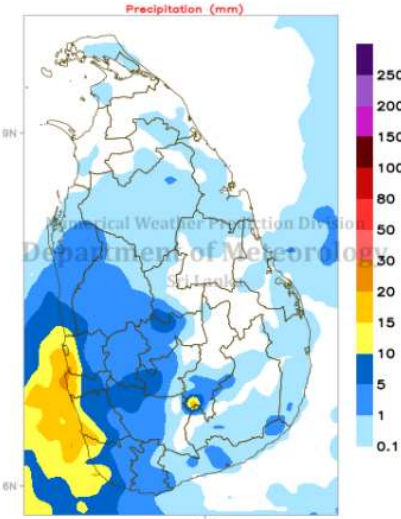 Precipitation (mm)
250
200
150
100
80
50
30
20
15
10
5
1
0.1
9N
6N
Numerical Weather Prediction Division
Department of Meteorology
Sri Lanka